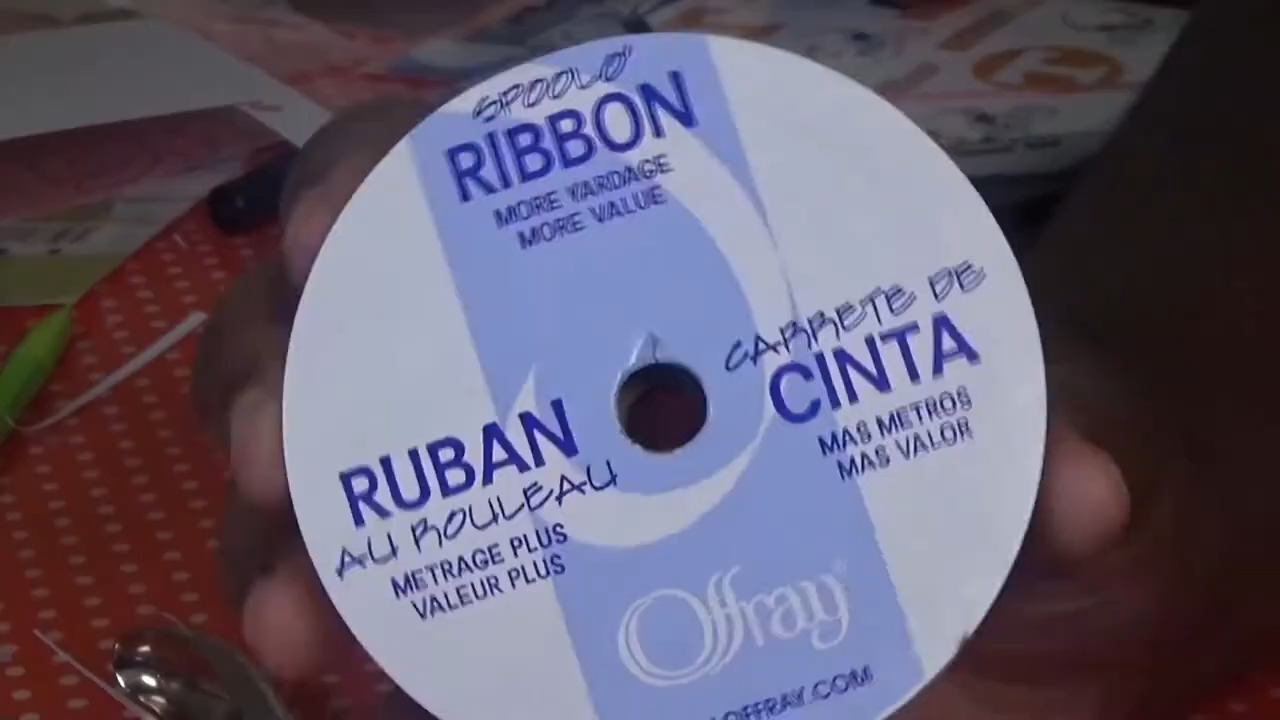 SPOOLO'
RIBBON
MORE YARDAGE
MORE VALUE
CARRETE DE
CINTA
MAS METROS
MAS VALOR
RUBAN
AU ROULEAU
METRAGE PLUS
VALEUR PLUS
Offray
OFFRAY.COM